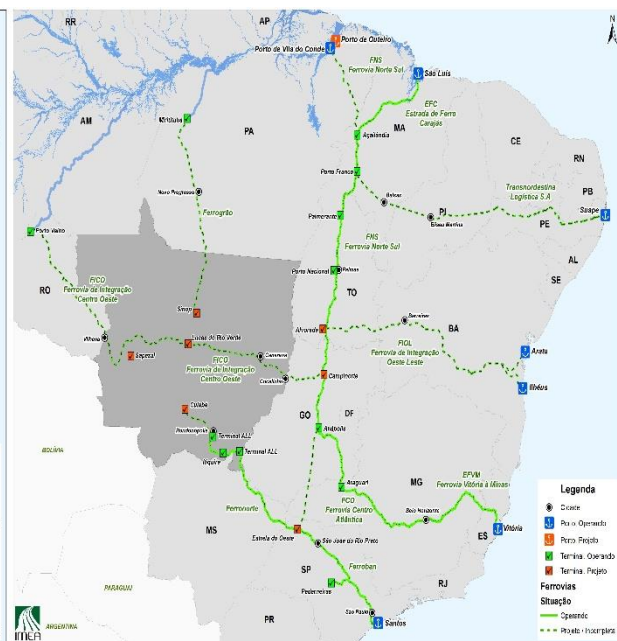 RR
AP
Porto de Outeiro
Porto de Vila do Conde
FNS
Ferrovia Norte Sul
São Luís
EFC
Estrada de Ferro
Carajás
AM
Miritituba
PA
Açailândia
MA
CE
RN
PB
Porto Franco
Novo Progresso
Balsas
Transnordestina
Logística S.A
Ferrogrão
PI
Eliseu Martins
PE
Suape
Palmeirante
FNS
Ferrovia Norte Sul
AL
SE
Porto Velho
Porto Nacional
Palmas
TO
RO
FICO
Ferrovia de Integração
Centro Oeste
Sinop
Alvorada
Barreiras
BA
Vilhena
Lucas do Rio Verde
Sapezal
FIOL
Ferrovia de Integração
Oeste Leste
Aratu
Canarana
FICO
Ferrovia de Integração
Centro Oeste
Cocalinho
Campinorte
Ilhéus
Cuiabá
GO
DF
Rondonópolis
Terminal ALL
Anápolis
Terminal ALL
Itiquira
BOLÍVIA
Araguari
MG
EFVM
Ferrovia Vitória à Minas
FCO
Ferrovia Centro
Atlântica
Ferronorte
Belo Horizonte
MS
ES
Vitória
Estrela do Oeste
São José do Rio Preto
SP
Ferroban
RJ
Pederneiras
PARAGUAI
PR
São Paulo
Santos
IMEA
ARGENTINA
Legenda
Cidade
Porto Operando
Porto Projeto
Terminal Operando
Terminal Projeto
Ferrovias
Situação
Operando
Projeto - Incompleta